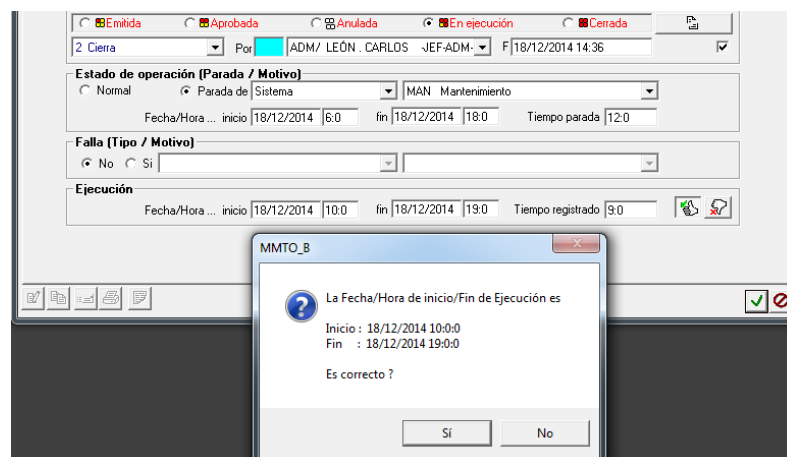 Emitida Aprobada Anulada En ejecución Cerrada
2 Cierra Por ADM/ LEÓN . CARLOS -JEF-ADM- F 18/12/2014 14:36
Estado de operación (Parada / Motivo)
Normal Parada de Sistema MAN Mantenimiento
Fecha/Hora ... inicio 18/12/2014 6:0 fin 18/12/2014 18:0 Tiempo parada 12:0
Falla (Tipo / Motivo)
No Si
Ejecución
Fecha/Hora ... inicio 18/12/2014 10:0 fin 18/12/2014 19:0 Tiempo registrado 9:0
MMTO_B
La Fecha/Hora de inicio/Fin de Ejecución es
Inicio : 18/12/2014 10:0:0
Fin : 18/12/2014 19:0:0
Es correcto ?
Sí No